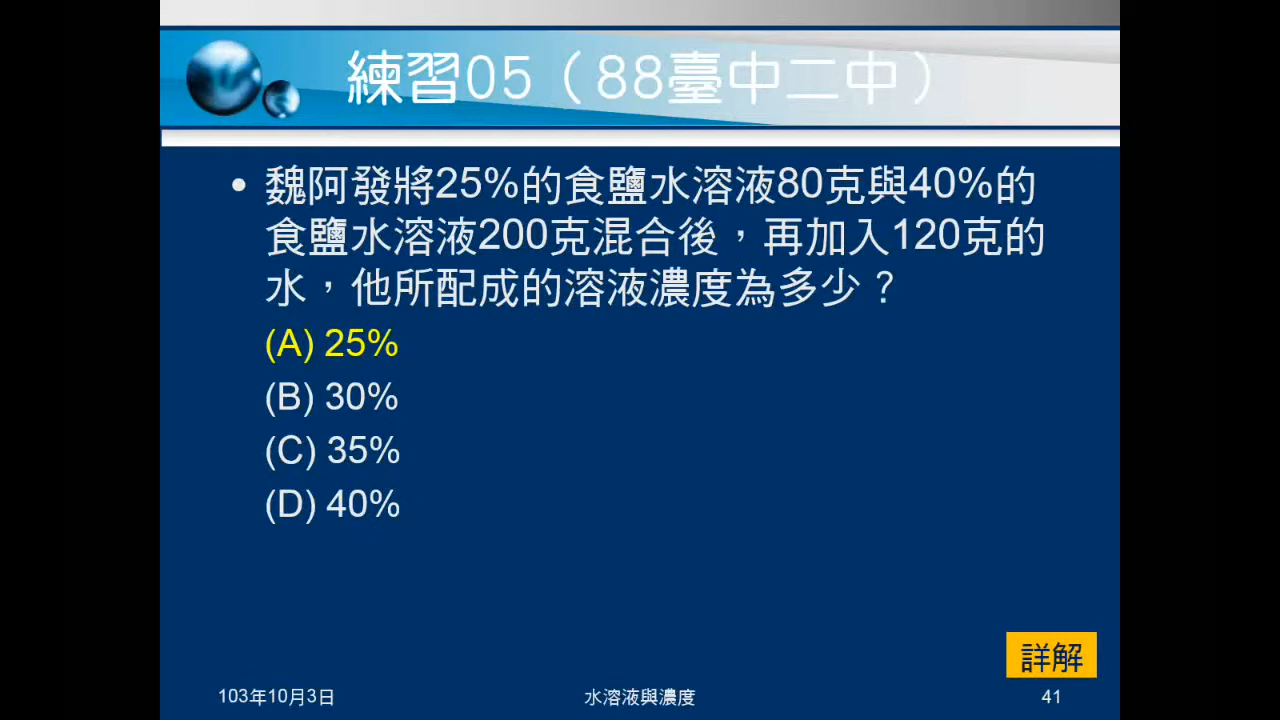 練習05（88臺中二中）
• 魏阿發將25%的食鹽水溶液80克與40%的
食鹽水溶液200克混合後，再加入120克的
水，他所配成的溶液濃度為多少？
(A) 25%
(B) 30%
(C) 35%
(D) 40%
詳解
103年10月3日 水溶液與濃度 41